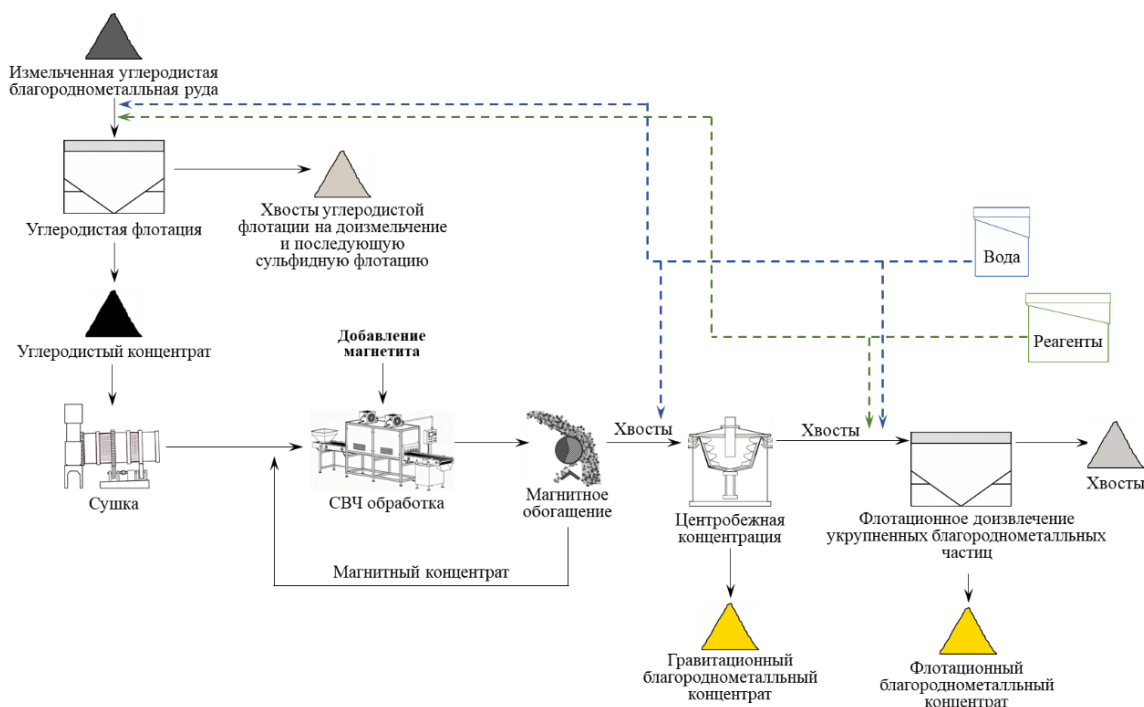 Измельченная углеродистая
благороднометалльная руда
Углеродистая флотация
Хвосты углеродистой
флотации на доизмельчение
и последующую
сульфидную флотацию
Вода
Реагенты
Углеродистый концентрат
Добавление
магнетита
Сушка
СВЧ обработка
Магнитное
обогащение
Магнитный концентрат
Хвосты
Центробежная
концентрация
Хвосты
Флотационное доизвлечение
укрупненных благороднометалльных
частиц
Хвосты
Гравитационный
благороднометалльный
концентрат
Флотационный
благороднометалльный
концентрат